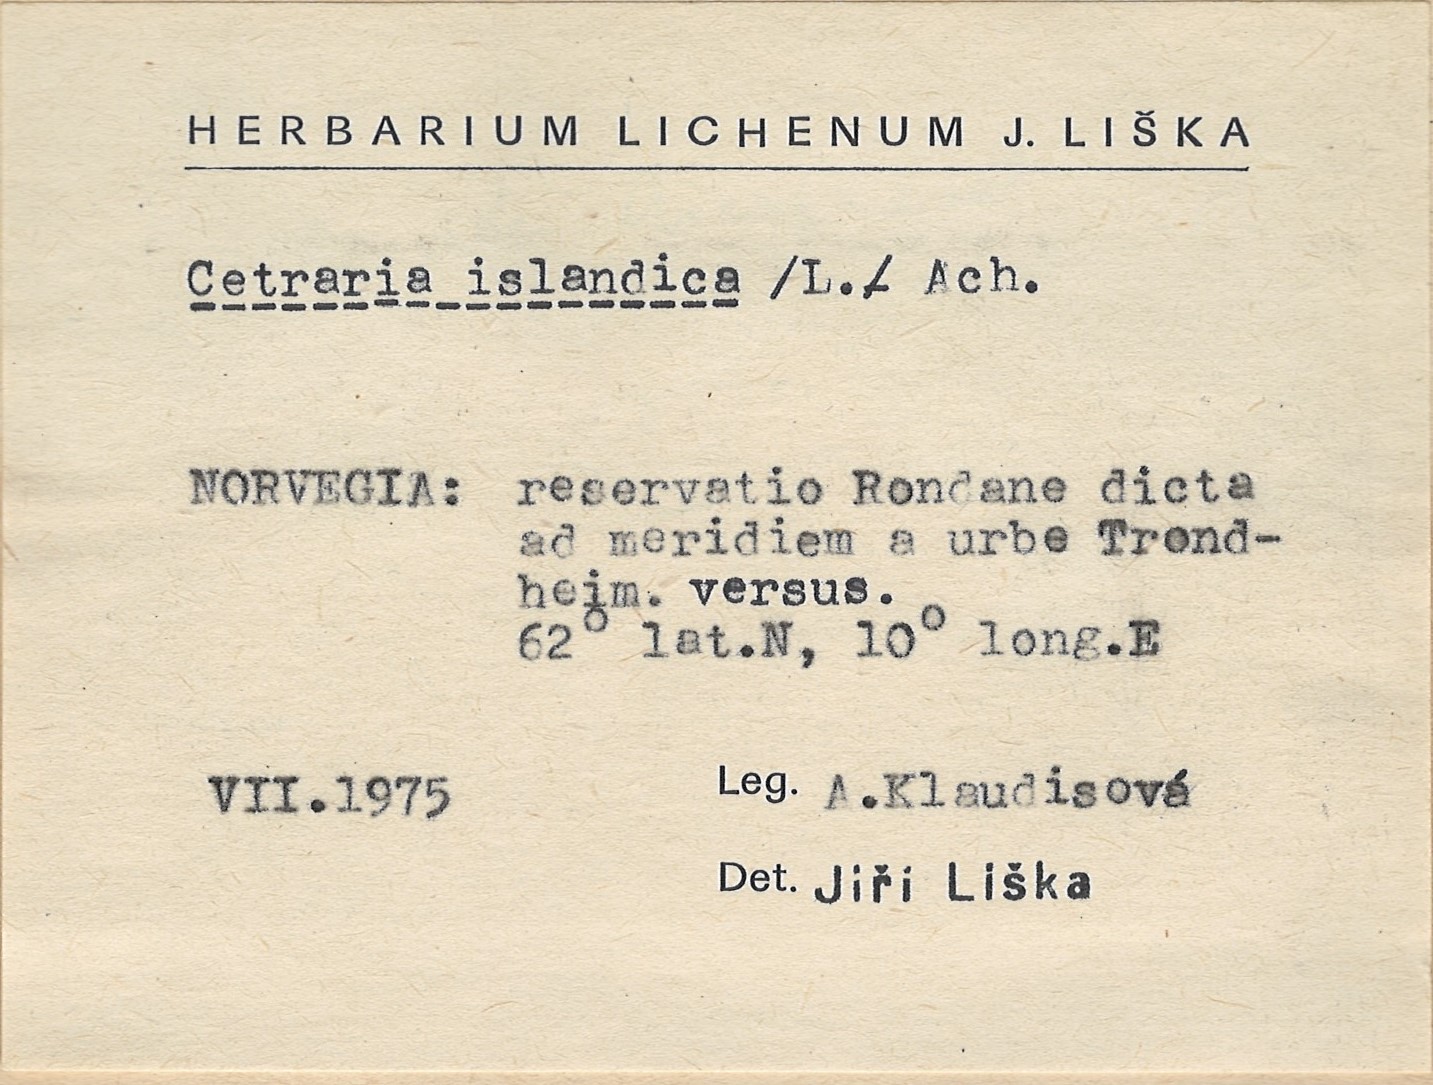 HERBARIUM LICHENUM J. LIŠKA
Cetraria islandica /L./ Ach.
NORVEGIA: reservatio Rondane dicta
ad meridiem a urbe Trond-
heim. versus.
62° lat.N, 10° long.E
VII.1975 Leg. A.Klaudisová
Det. Jiří Liška